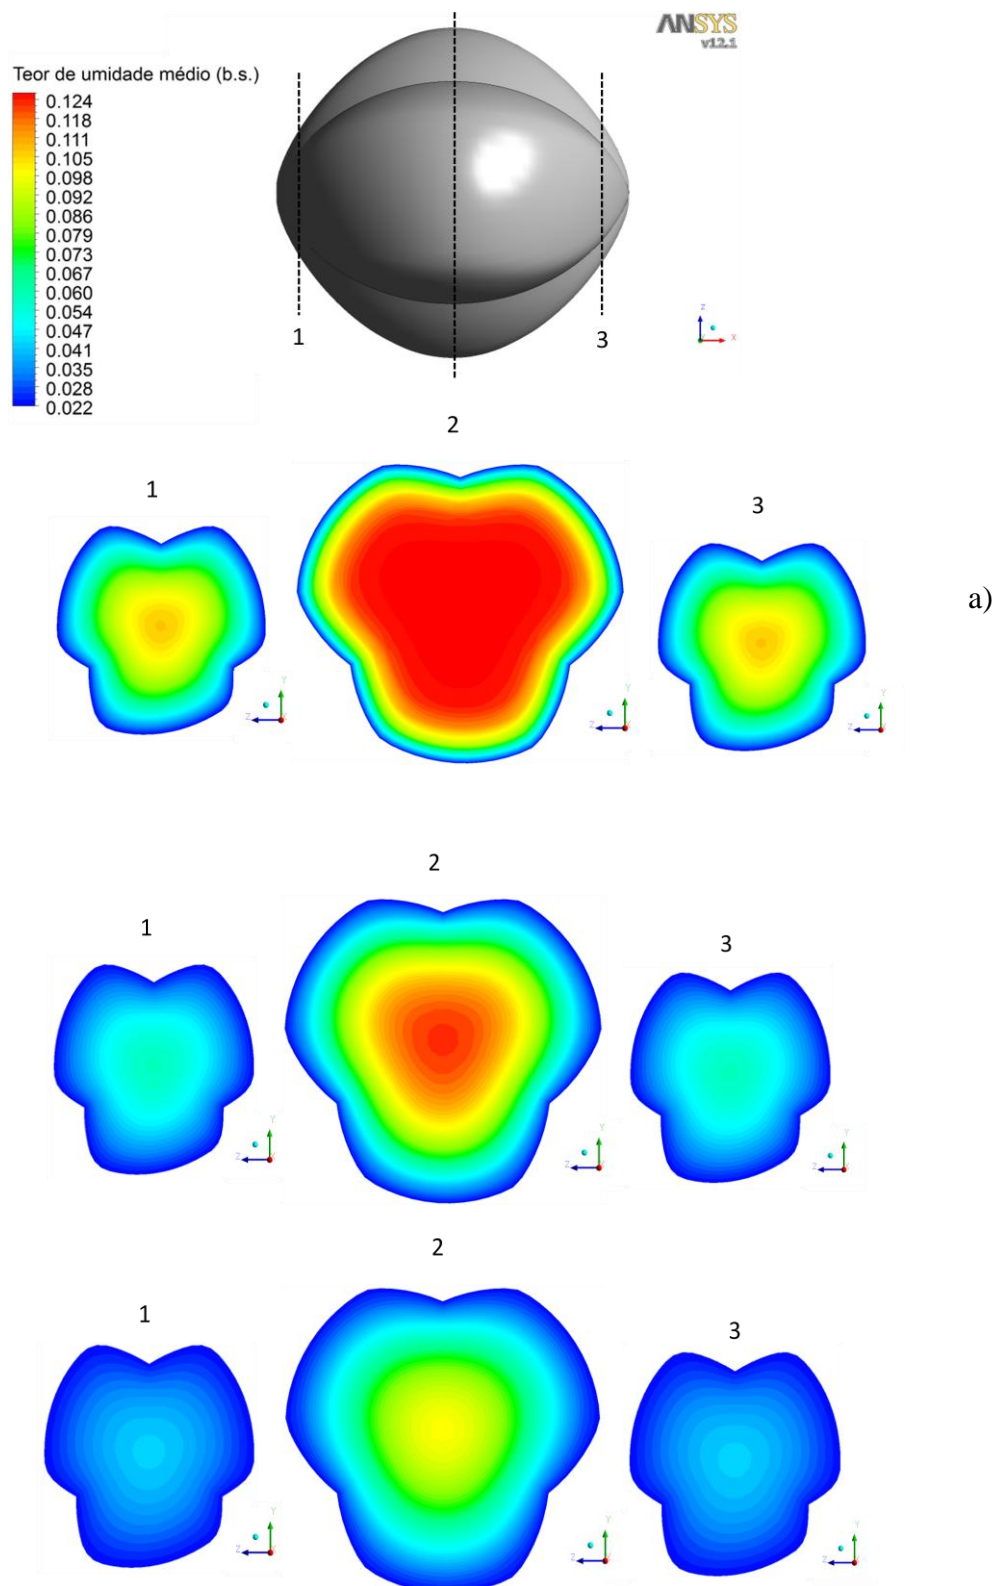 ANSYS
v12.1
Teor de umidade médio (b.s.)
0.124
0.118
0.111
0.105
0.098
0.092
0.086
0.079
0.073
0.067
0.060
0.054
0.047
0.041
0.035
0.028
0.022
Z
X
1
3
2
1
3
a)
Y
Z
Y
Z
Y
Z
2
1
3
Y
Z
Y
Z
Y
Z
2
1
3
Y
Z
Y
Z
Y
Z